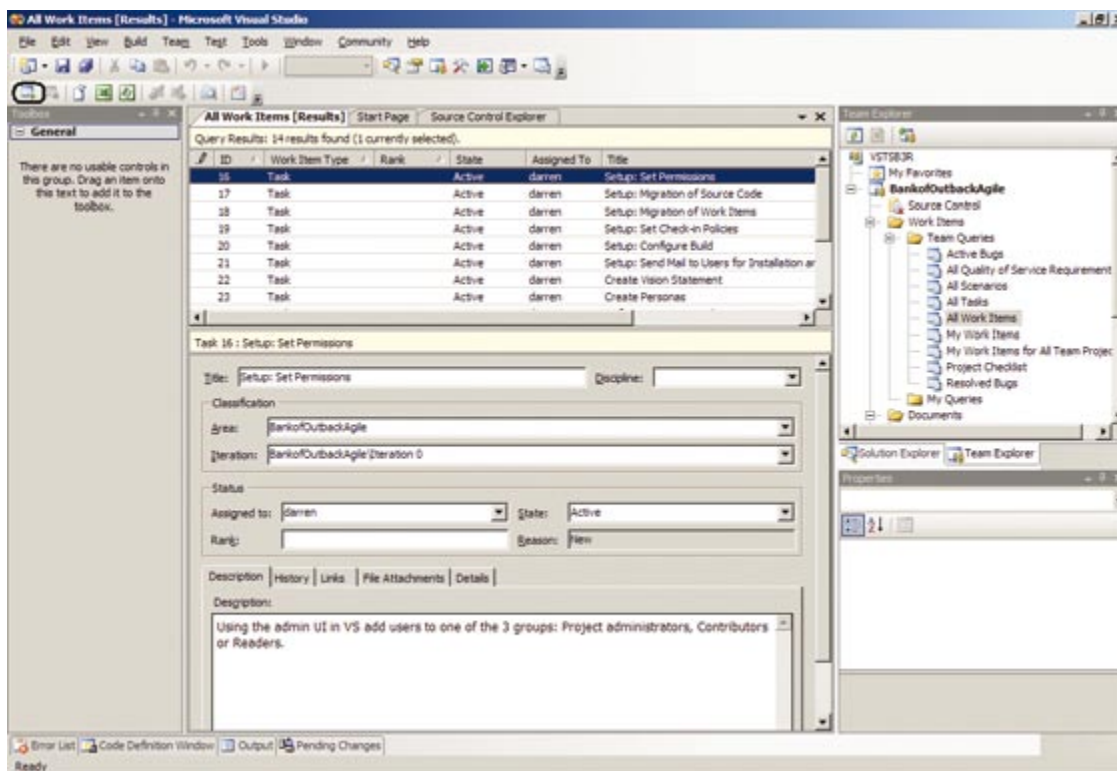 All Work Items [Results] - Microsoft Visual Studio
File Edit View Build Team Test Tools Window Community Help
Toolbox
General
There are no usable controls in
this group. Drag an item onto
this text to add it to the
toolbox.
All Work Items [Results] Start Page Source Control Explorer
Query Results: 14 results found (1 currently selected).
ID Work Item Type Rank State Assigned To Title
16 Task Active darren Setup: Set Permissions
17 Task Active darren Setup: Migration of Source Code
18 Task Active darren Setup: Migration of Work Items
19 Task Active darren Setup: Set Check-in Policies
20 Task Active darren Setup: Configure Build
21 Task Active darren Setup: Send Mail to Users for Installation ar
22 Task Active darren Create Vision Statement
23 Task Active darren Create Personas
Task 16 : Setup: Set Permissions
Title: Setup: Set Permissions Discipline:
Classification
Area: BankofOutbackAgile
Iteration: BankofOutbackAgile\Iteration 0
Status
Assigned to: darren State: Active
Rank: Reason: New
Description History Links File Attachments Details
Description:
Using the admin UI in VS add users to one of the 3 groups: Project administrators, Contributors
or Readers.
Team Explorer
VSTSB3R
My Favorites
BankofOutbackAgile
Source Control
Work Items
Team Queries
Active Bugs
All Quality of Service Requirement
All Scenarios
All Tasks
All Work Items
My Work Items
My Work Items for All Team Projec
Project Checklist
Resolved Bugs
My Queries
Documents
Solution Explorer Team Explorer
Properties
Error List Code Definition Window Output Pending Changes
Ready